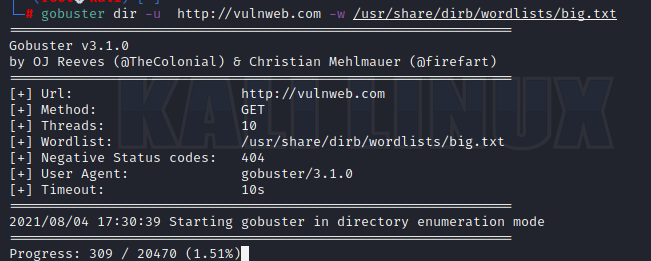 # gobuster dir -u http://vulnweb.com -w /usr/share/dirb/wordlists/big.txt
Gobuster v3.1.0
by OJ Reeves (@TheColonial) & Christian Mehlmauer (@firefart)
[+] Url: http://vulnweb.com
[+] Method: GET
[+] Threads: 10
[+] Wordlist: /usr/share/dirb/wordlists/big.txt
[+] Negative Status codes: 404
[+] User Agent: gobuster/3.1.0
[+] Timeout: 10s
2021/08/04 17:30:39 Starting gobuster in directory enumeration mode
Progress: 309 / 20470 (1.51%)
KALI LINUX